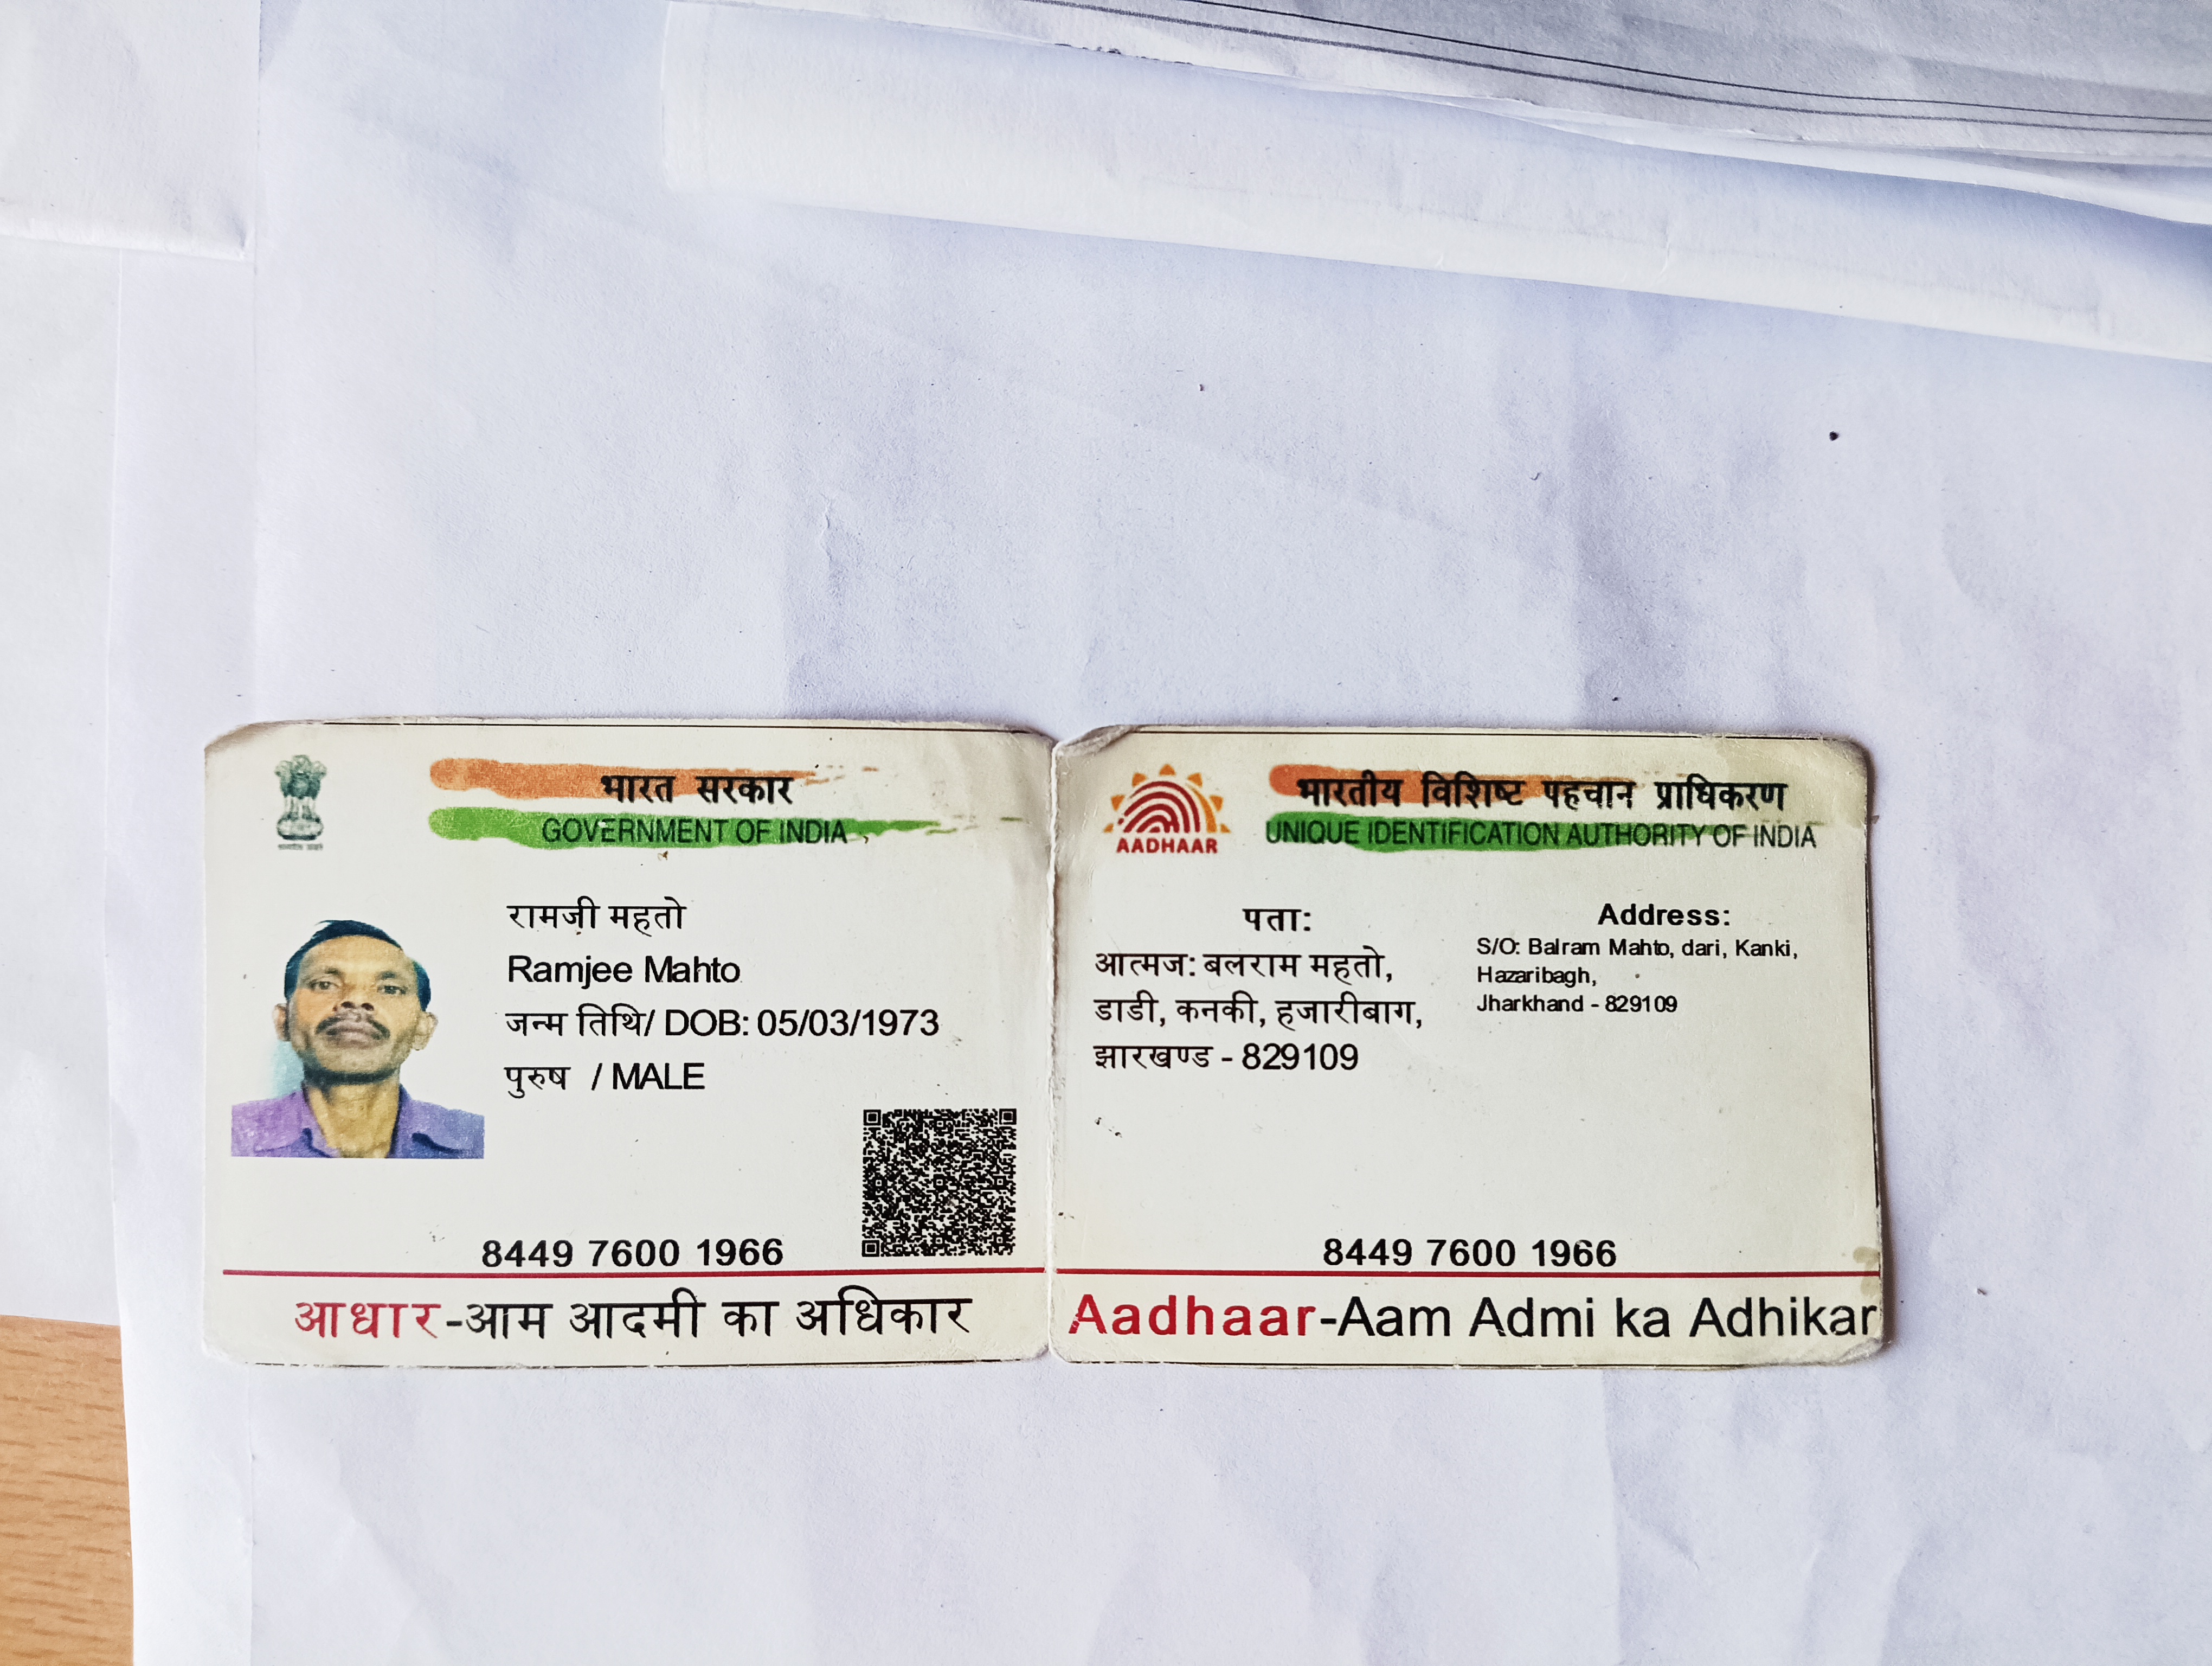 भारत सरकार
GOVERNMENT OF INDIA
रामजी महतो
Ramjee Mahto
जन्म तिथि/ DOB: 05/03/1973
पुरुष / MALE
8449 7600 1966
आधार-आम आदमी का अधिकार
AADHAAR
भारतीय विशिष्ट पहचान प्राधिकरण
UNIQUE IDENTIFICATION AUTHORITY OF INDIA
पता:
आत्मज: बलराम महतो,
डाडी, कनकी, हजारीबाग,
झारखण्ड - 829109
Address:
S/O: Balram Mahto, dari, Kanki,
Hazaribagh,
Jharkhand - 829109
8449 7600 1966
Aadhaar-Aam Admi ka Adhikar